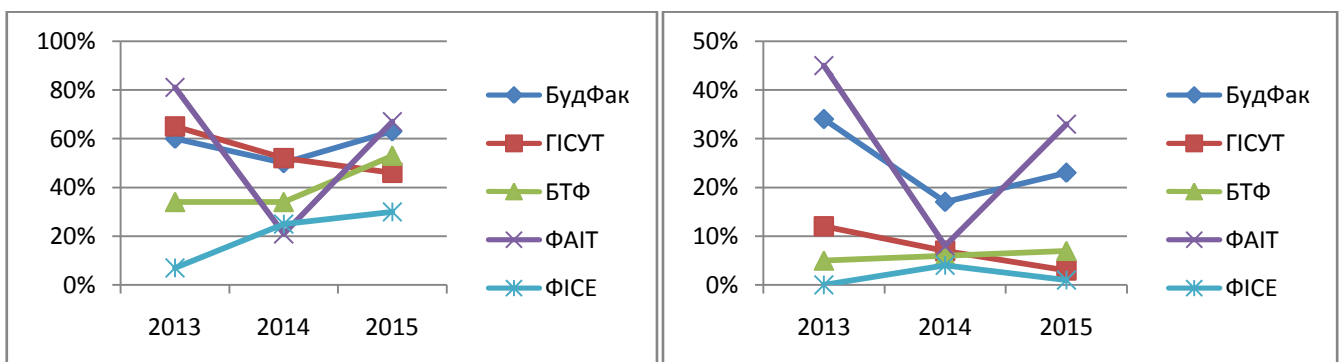 100%
80%
60%
40%
20%
0%
2013 2014 2015
БудФак
ГІСУТ
БТФ
ФАІТ
ФІСЕ
50%
40%
30%
20%
10%
0%
2013 2014 2015
БудФак
ГІСУТ
БТФ
ФАІТ
ФІСЕ